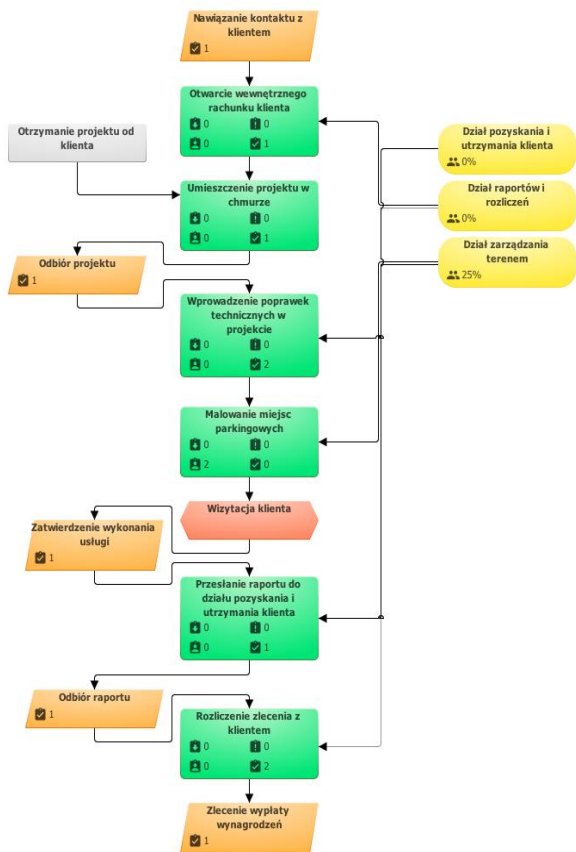 Nawiązanie kontaktu z
klientem
1
Otwarcie wewnętrznego
rachunku klienta
0 0
0 1
Otrzymanie projektu od
klienta
Dział pozyskania i
utrzymania klienta
0%
Umieszczenie projektu w
chmurze
0 0
0 1
Dział raportów i
rozliczeń
0%
Odbiór projektu
1
Dział zarządzania
terenem
25%
Wprowadzenie poprawek
technicznych w
projekcie
0 0
0 2
Malowanie miejsc
parkingowych
0 0
2 0
Wizytacja klienta
Zatwierdzenie wykonania
usługi
1
Przesłanie raportu do
działu pozyskania i
utrzymania klienta
0 0
0 1
Odbiór raportu
1
Rozliczenie zlecenia z
klientem
0 0
0 2
Zlecenie wypłaty
wynagrodzeń
1